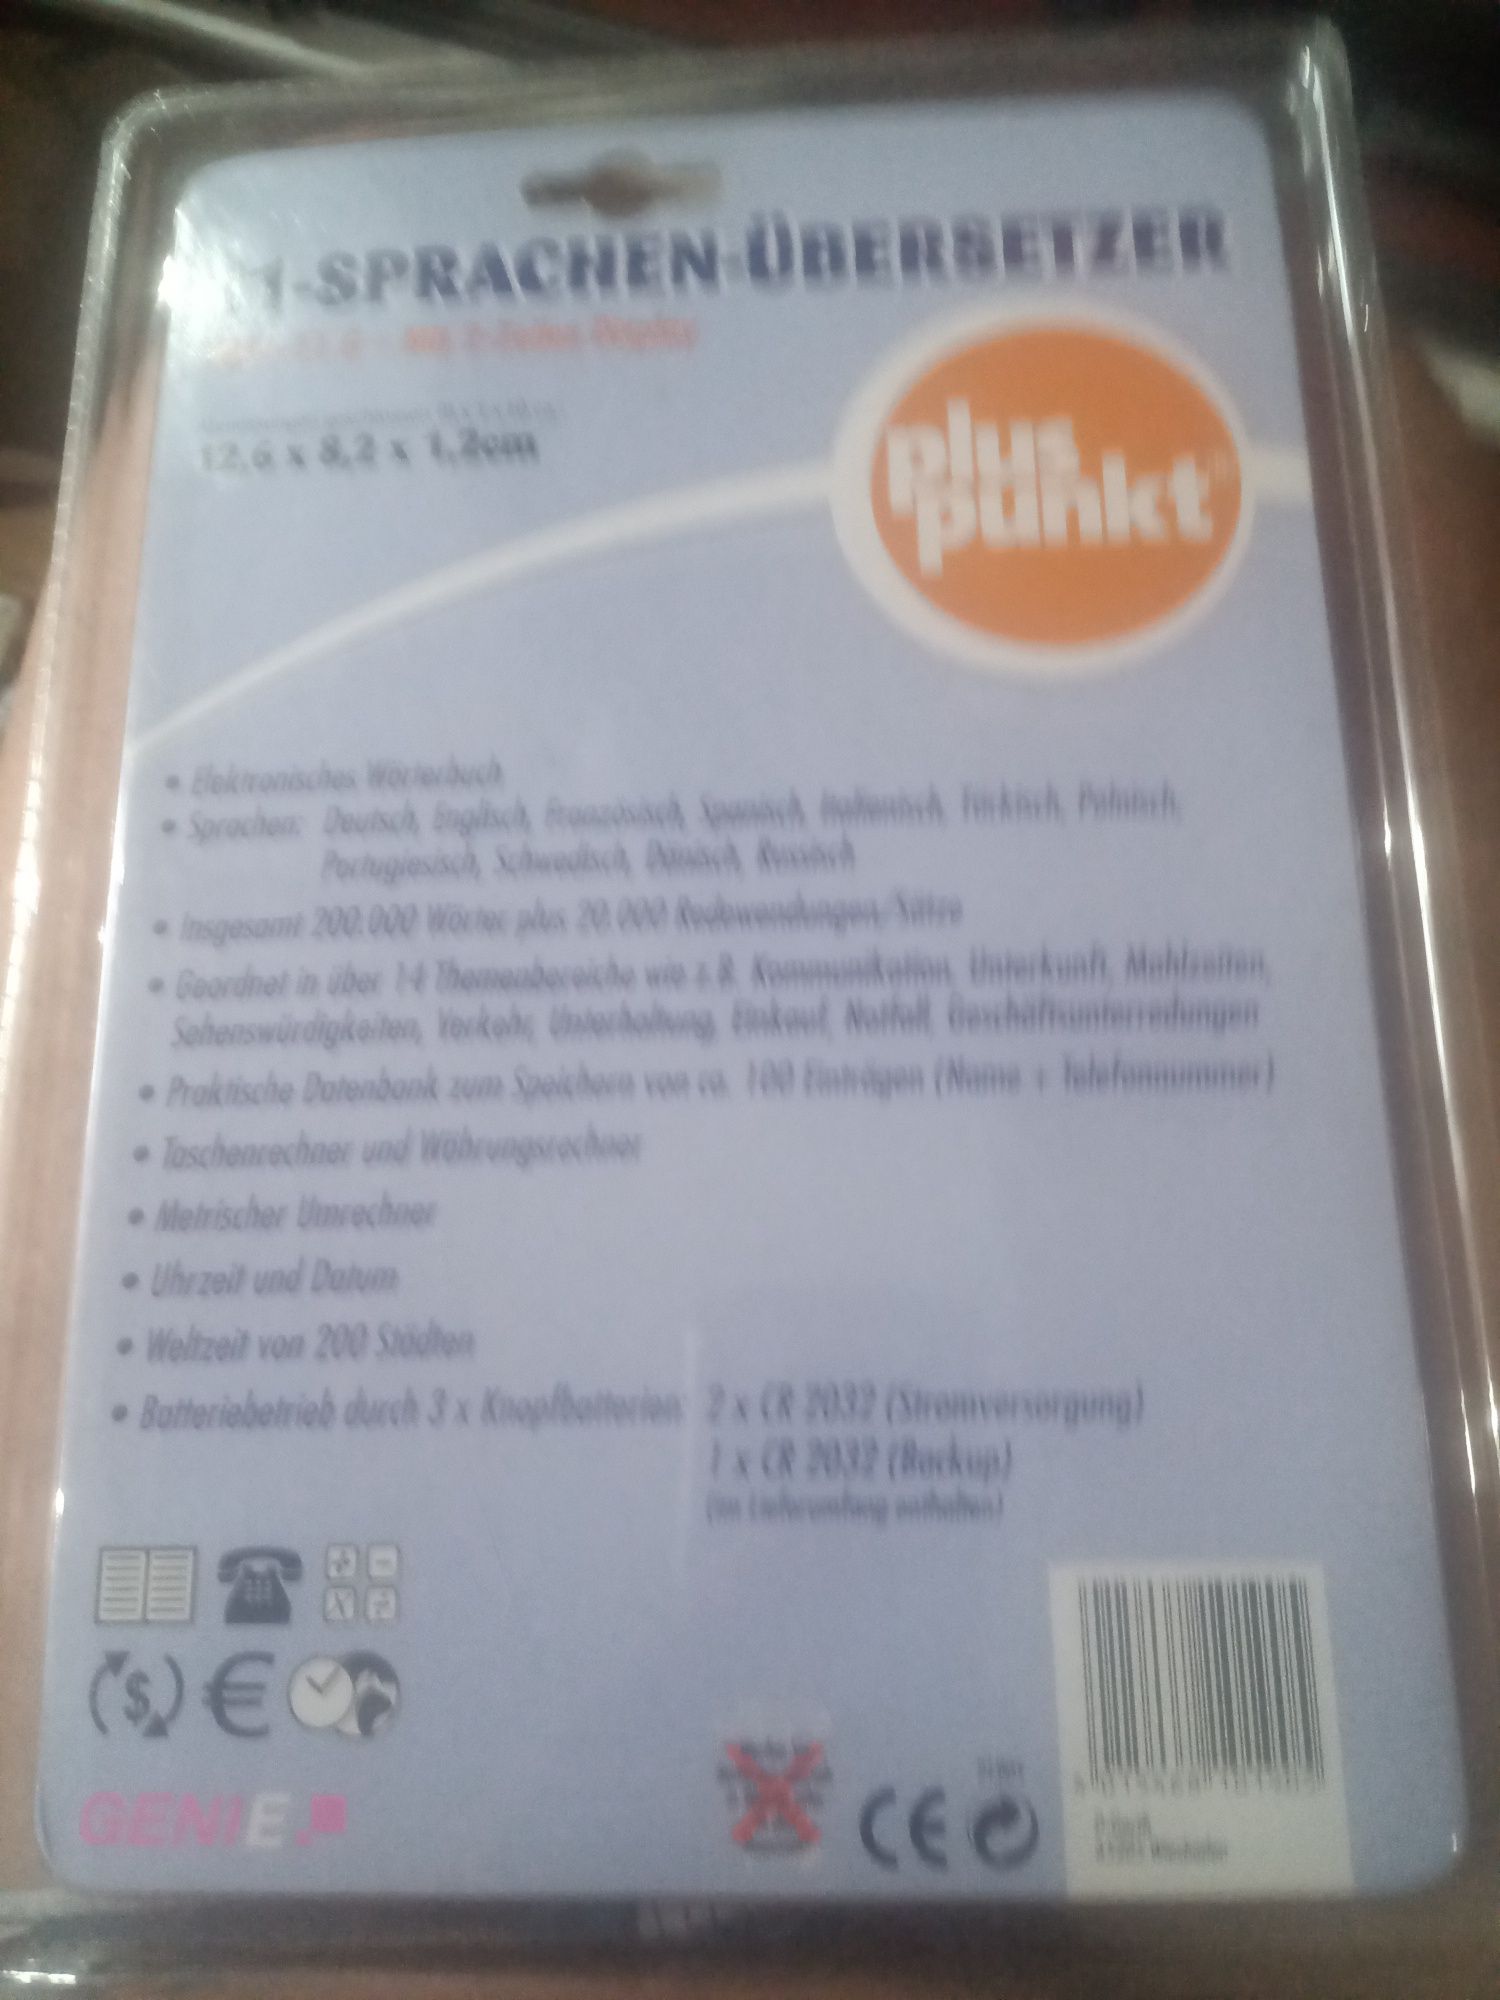 1-SPRACHEN-ÜBERSETZER
12,6 x 8,2 x 1,2cm
plus
punkt
• Elektronisches Wörterbuch
• Sprachen: Deutsch, Englisch, Französisch, Spanisch, Italienisch, Türkisch, Polnisch,
Portugiesisch, Schwedisch, Dänisch, Russisch
• Insgesamt 200.000 Wörter plus 20.000 Redewendungen/Sätze
• Geordnet in über 14 Themenbereiche wie z.B. Kommunikation, Unterkunft, Mahlzeiten,
Sehenswürdigkeiten, Verkehr, Unterhaltung, Einkauf, Notfall, Geschäftsunterredungen
• Praktische Datenbank zum Speichern von ca. 100 Einträgen (Name + Telefonnummer)
• Taschenrechner und Währungsrechner
• Metrischer Umrechner
• Uhrzeit und Datum
• Weltzeit von 200 Städten
• Batteriebetrieb durch 3 x Knopfbatterien: 2 x CR 2032 (Stromversorgung)
1 x CR 2032 (Backup)
(im Lieferumfang enthalten)
$ €
GENIE
CE